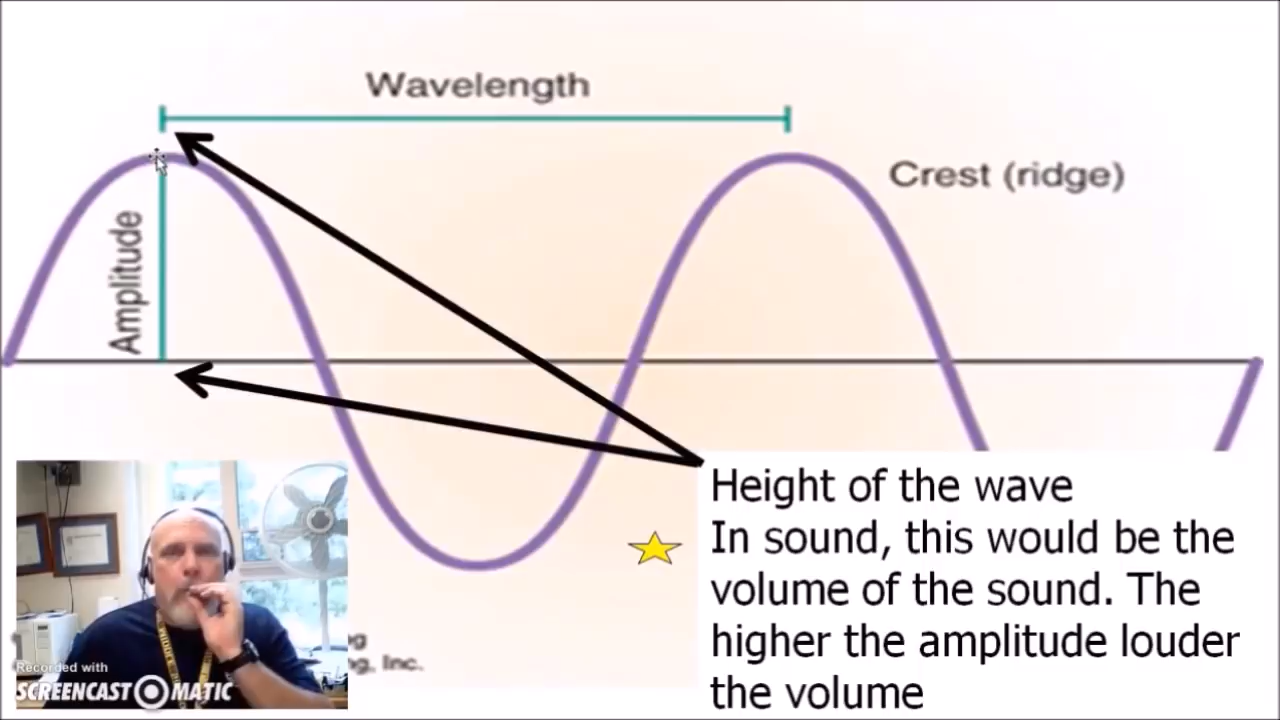 Wavelength
Crest (ridge)
Amplitude
Height of the wave
In sound, this would be the
volume of the sound. The
higher the amplitude louder
the volume
Recorded with
SCREENCAST MATIC
Inc.